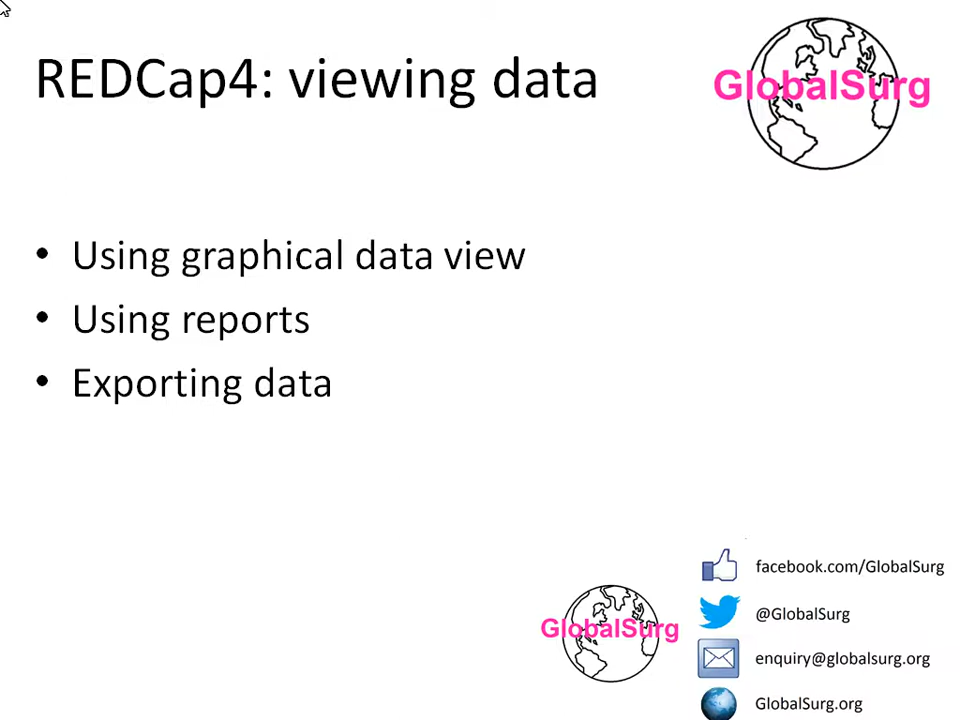 REDCap4: viewing data
GlobalSurg
• Using graphical data view
• Using reports
• Exporting data
GlobalSurg
facebook.com/GlobalSurg
@GlobalSurg
enquiry@globalsurg.org
GlobalSurg.org